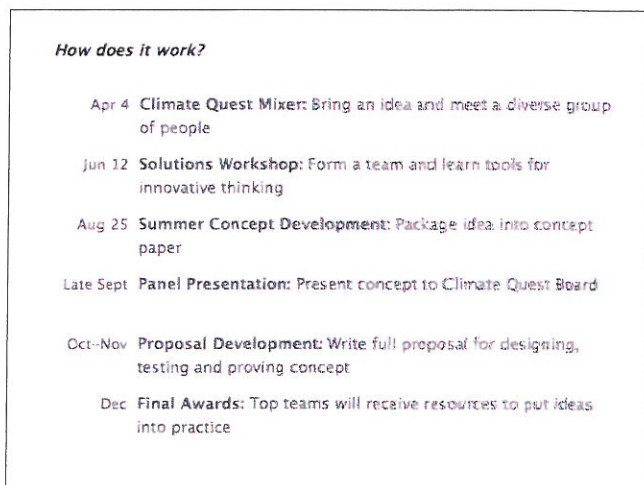 How does it work?
Apr 4 Climate Quest Mixer: Bring an idea and meet a diverse group
of people
Jun 12 Solutions Workshop: Form a team and learn tools for
innovative thinking
Aug 25 Summer Concept Development: Package idea into concept
paper
Late Sept Panel Presentation: Present concept to Climate Quest Board
Oct-Nov Proposal Development: Write full proposal for designing,
testing and proving concept
Dec Final Awards: Top teams will receive resources to put ideas
into practice